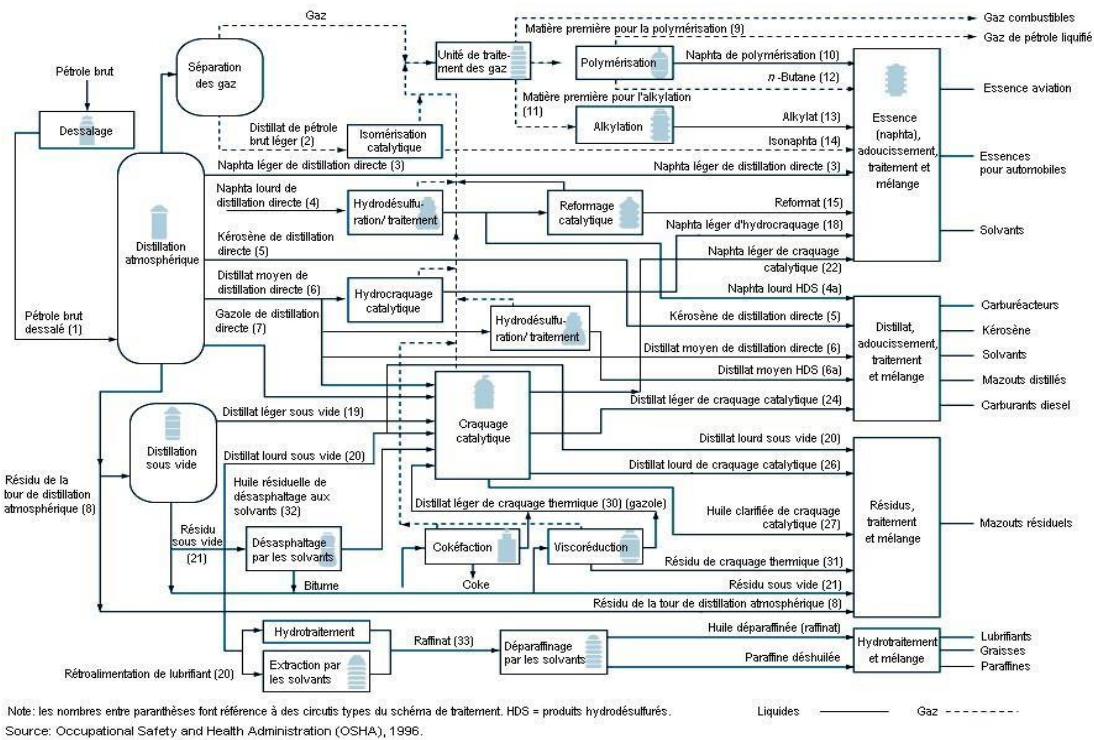 Gaz
Matière première pour la polymérisation (9)
Gaz combustibles
Gaz de pétrole liquifié
Pétrole brut
Séparation
des gaz
Unité de traite-
ment des gaz
Polymérisation
Naphta de polymérisation (10)
n -Butane (12)
Essence aviation
Dessalage
Matière première pour l'alkylation
(11)
Distillat de pétrole
brut léger (2)
Isomérisation
catalytique
Alkylation
Alkylat (13)
Isonaphta (14)
Essence
(naphta),
adoucissement,
traitement et
mélange
Essences
pour automobiles
Naphta léger de distillation directe (3)
Naphta léger de distillation directe (3)
Naphta lourd de
distillation directe (4)
Hydrodésulfu-
ration/ traitement
Reformage
catalytique
Reformat (15)
Naphta léger d'hydrocraquage (18)
Solvants
Distillation
atmosphérique
Kérosène de distillation
directe (5)
Naphta léger de craquage
catalytique (22)
Distillat moyen de
distillation directe (6)
Hydrocraquage
catalytique
Naphta lourd HDS (4a)
Gazole de distillation
directe (7)
Pétrole brut
dessalé (1)
Hydrodésulfu-
ration/ traitement
Kérosène de distillation directe (5)
Distillat moyen de distillation directe (6)
Distillat moyen HDS (6a)
Distillat,
adoucissement,
traitement
et mélange
Carburéacteurs
Kérosène
Solvants
Mazouts distillés
Carburants diesel
Distillat léger sous vide (19)
Craquage
catalytique
Distillat léger de craquage catalytique (24)
Distillation
sous vide
Distillat lourd sous vide (20)
Distillat lourd sous vide (20)
Distillat lourd de craquage catalytique (26)
Résidu de la
tour de distillation
atmosphérique (8)
Huile résiduelle de
désasphaltage aux
solvants (32)
Distillat léger de craquage thermique (30) (gazole)
Huile clarifiée de craquage
catalytique (27)
Résidus,
traitement
et mélange
Mazouts résiduels
Résidu
sous vide
(21)
Désasphaltage
par les solvants
Cokéfaction
Viscoréduction
Résidu de craquage thermique (31)
Bitume
Coke
Résidu sous vide (21)
Résidu de la tour de distillation atmosphérique (8)
Hydrotraitement
Raffinat (33)
Déparaffinage
par les solvants
Huile déparaffinée (raffinat)
Hydrotraitement
et mélange
Lubrifiants
Graisses
Paraffines
Rétroalimentation de lubrifiant (20)
Extraction par
les solvants
Paraffine déshuilée
Note: les nombres entre paranthèses font référence à des circutis types du schéma de traitement. HDS = produits hydrodésulfurés.
Liquides
Gaz
Source: Occupational Safety and Health Administration (OSHA), 1996.